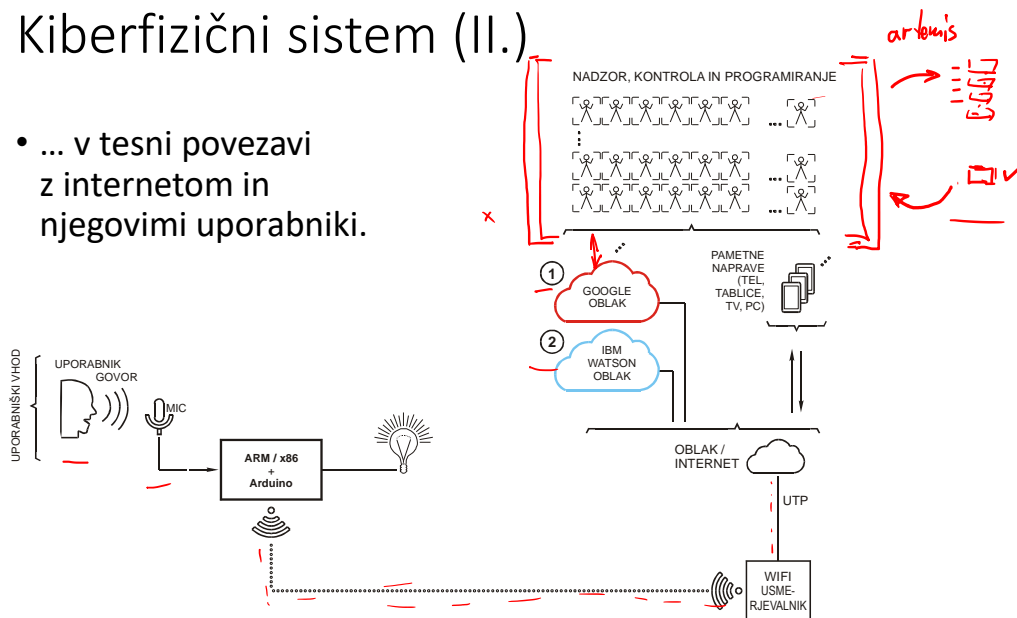 Kiberfizični sistem (II.)
artemis
• … v tesni povezavi
z internetom in
njegovimi uporabniki.
NADZOR, KONTROLA IN PROGRAMIRANJE
...
...
...
x
1
GOOGLE
OBLAK
2
IBM
WATSON
OBLAK
PAMETNE
NAPRAVE
(TEL,
TABLICE,
TV, PC)
UPORABNIŠKI VHOD
UPORABNIK
GOVOR
MIC
ARM / x86
+
Arduino
OBLAK /
INTERNET
UTP
WIFI
USME-
RJEVALNIK